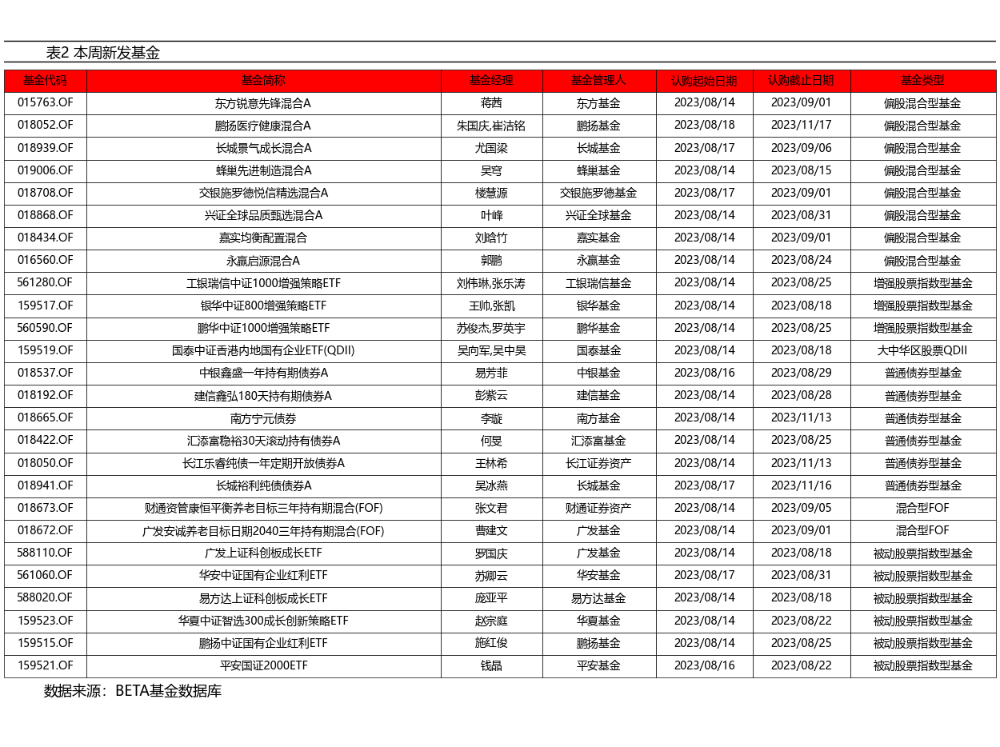 表2 本周新发基金
基金代码 基金简称 基金经理 基金管理人 认购起始日期 认购截止日期 基金类型
015763.OF 东方锐意先锋混合A 蒋茜 东方基金 2023/08/14 2023/09/01 偏股混合型基金
018052.OF 鹏扬医疗健康混合A 朱国庆,崔洁铭 鹏扬基金 2023/08/18 2023/11/17 偏股混合型基金
018939.OF 长城景气成长混合A 尤国梁 长城基金 2023/08/17 2023/09/06 偏股混合型基金
019006.OF 蜂巢先进制造混合A 吴穹 蜂巢基金 2023/08/14 2023/08/15 偏股混合型基金
018708.OF 交银施罗德悦信精选混合A 楼慧源 交银施罗德基金 2023/08/17 2023/09/01 偏股混合型基金
018868.OF 兴证全球品质甄选混合A 叶峰 兴证全球基金 2023/08/14 2023/08/31 偏股混合型基金
018434.OF 嘉实均衡配置混合 刘晗竹 嘉实基金 2023/08/14 2023/09/01 偏股混合型基金
016560.OF 永赢启源混合A 郭鹏 永赢基金 2023/08/14 2023/08/24 偏股混合型基金
561280.OF 工银瑞信中证1000增强策略ETF 刘伟琳,张乐涛 工银瑞信基金 2023/08/14 2023/08/25 增强股票指数型基金
159517.OF 银华中证800增强策略ETF 王帅,张凯 银华基金 2023/08/14 2023/08/18 增强股票指数型基金
560590.OF 鹏华中证1000增强策略ETF 苏俊杰,罗英宇 鹏华基金 2023/08/14 2023/08/25 增强股票指数型基金
159519.OF 国泰中证香港内地国有企业ETF(QDII) 吴向军,吴中昊 国泰基金 2023/08/14 2023/08/18 大中华区股票QDII
018537.OF 中银鑫盛一年持有期债券A 易芳菲 中银基金 2023/08/16 2023/08/29 普通债券型基金
018192.OF 建信鑫弘180天持有期债券A 彭紫云 建信基金 2023/08/14 2023/08/28 普通债券型基金
018665.OF 南方宁元债券 李璇 南方基金 2023/08/14 2023/11/13 普通债券型基金
018422.OF 汇添富稳裕30天滚动持有债券A 何旻 汇添富基金 2023/08/14 2023/08/25 普通债券型基金
018050.OF 长江乐睿纯债一年定期开放债券A 王林希 长江证券资产 2023/08/14 2023/11/13 普通债券型基金
018941.OF 长城裕利纯债债券A 吴冰燕 长城基金 2023/08/17 2023/11/16 普通债券型基金
018673.OF 财通资管康恒平衡养老目标三年持有期混合(FOF) 张文君 财通证券资产 2023/08/14 2023/09/05 混合型FOF
018672.OF 广发安诚养老目标日期2040三年持有期混合(FOF) 曹建文 广发基金 2023/08/14 2023/09/01 混合型FOF
588110.OF 广发上证科创板成长ETF 罗国庆 广发基金 2023/08/14 2023/08/18 被动股票指数型基金
561060.OF 华安中证国有企业红利ETF 苏卿云 华安基金 2023/08/17 2023/08/31 被动股票指数型基金
588020.OF 易方达上证科创板成长ETF 庞亚平 易方达基金 2023/08/14 2023/08/18 被动股票指数型基金
159523.OF 华夏中证智选300成长创新策略ETF 赵宗庭 华夏基金 2023/08/14 2023/08/22 被动股票指数型基金
159515.OF 鹏扬中证国有企业红利ETF 施红俊 鹏扬基金 2023/08/14 2023/08/25 被动股票指数型基金
159521.OF 平安国证2000ETF 钱晶 平安基金 2023/08/16 2023/08/22 被动股票指数型基金
数据来源：BETA基金数据库